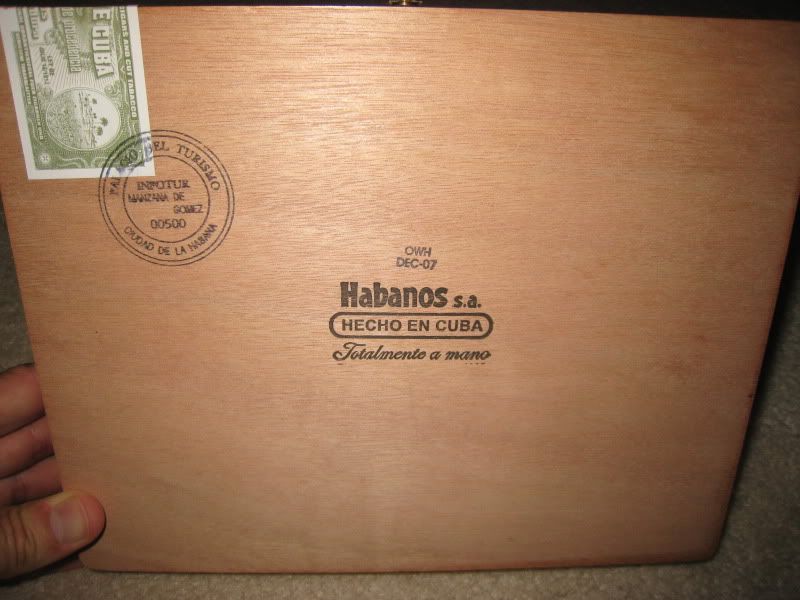 E CUBA
PALACIO DEL TURISMO
INFOTUR
MANZANA DE
GOMEZ
00500
CIUDAD DE LA HABANA
OWH
DEC-07
Habanos s.a.
HECHO EN CUBA
Totalmente a mano